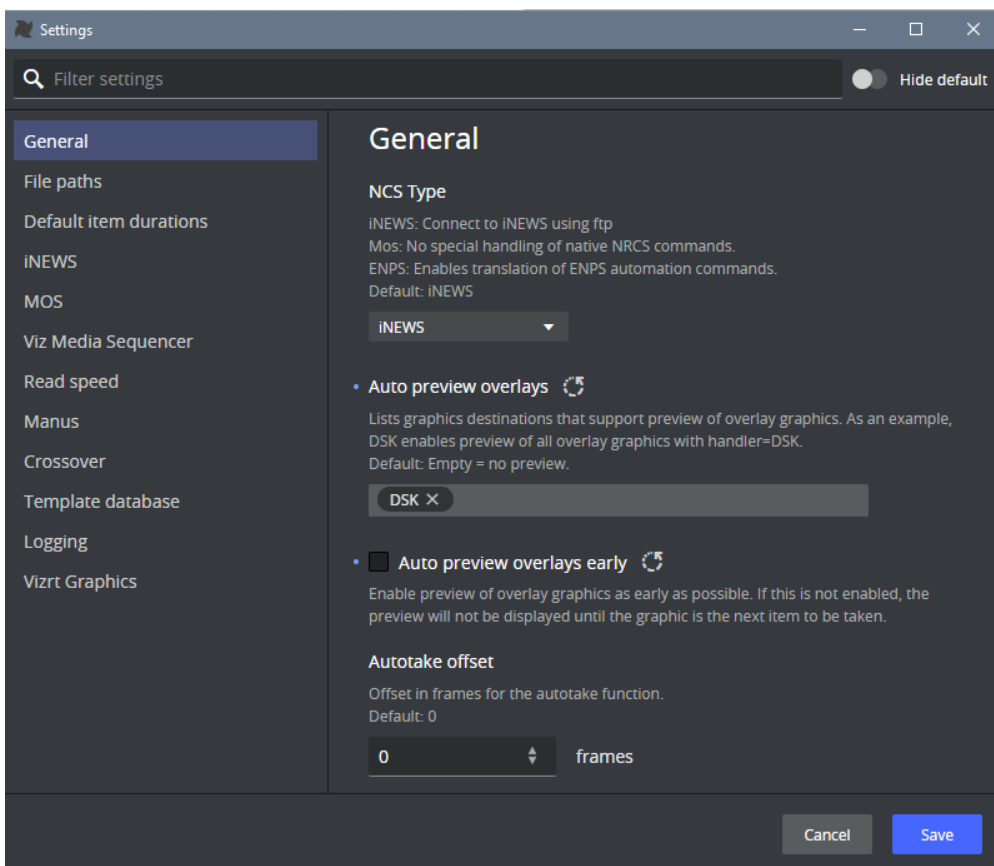 Settings
Filter settings
Hide default
General
File paths
Default item durations
iNEWS
MOS
Viz Media Sequencer
Read speed
Manus
Crossover
Template database
Logging
Vizrt Graphics
General
NCS Type
iNEWS: Connect to iNEWS using ftp
Mos: No special handling of native NRCS commands.
ENPS: Enables translation of ENPS automation commands.
Default: iNEWS
iNEWS
Auto preview overlays
Lists graphics destinations that support preview of overlay graphics. As an example,
DSK enables preview of all overlay graphics with handler=DSK.
Default: Empty = no preview.
DSK
Auto preview overlays early
Enable preview of overlay graphics as early as possible. If this is not enabled, the
preview will not be displayed until the graphic is the next item to be taken.
Autotake offset
Offset in frames for the autotake function.
Default: 0
0 frames
Cancel Save